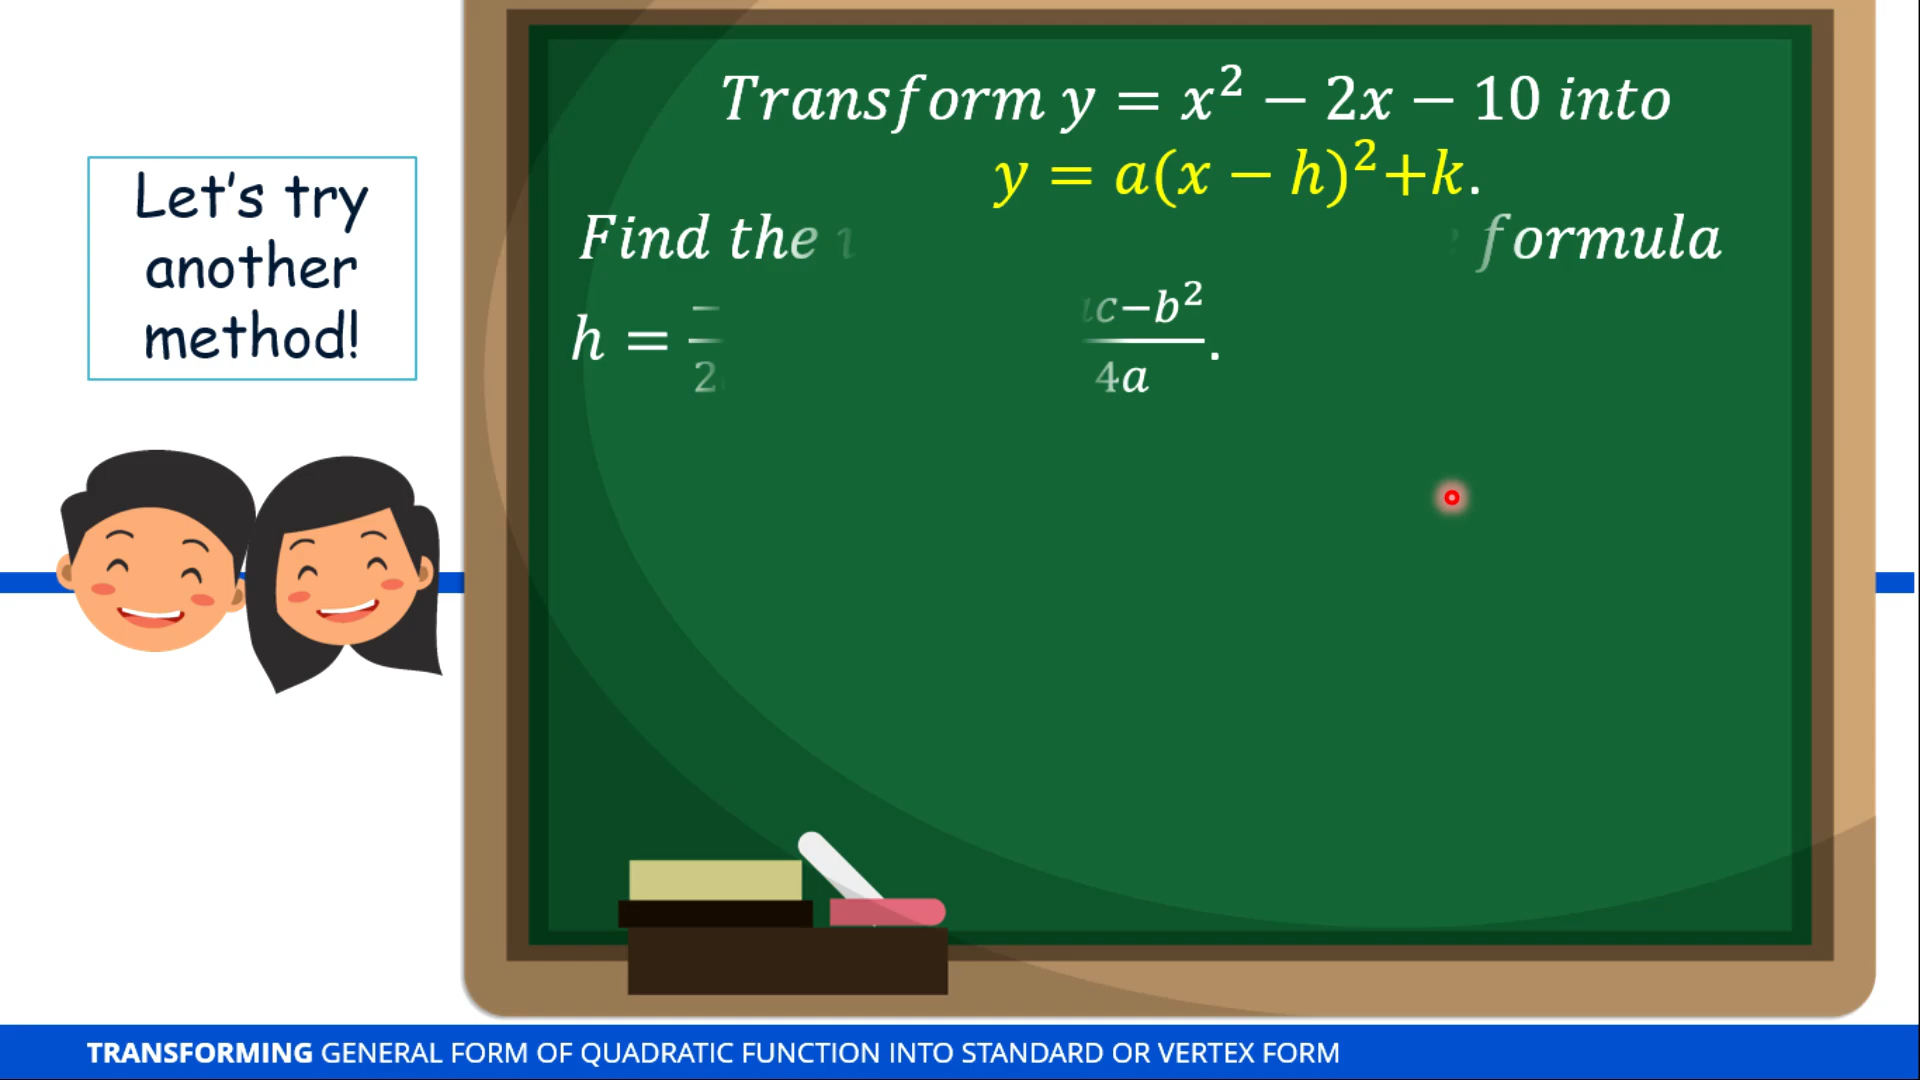 Let's try
another
method!
Transform y = x² − 2x − 10 into
y = a(x − h)²+k.
Find the formula
h = −/2 c−b²/4a.
TRANSFORMING GENERAL FORM OF QUADRATIC FUNCTION INTO STANDARD OR VERTEX FORM